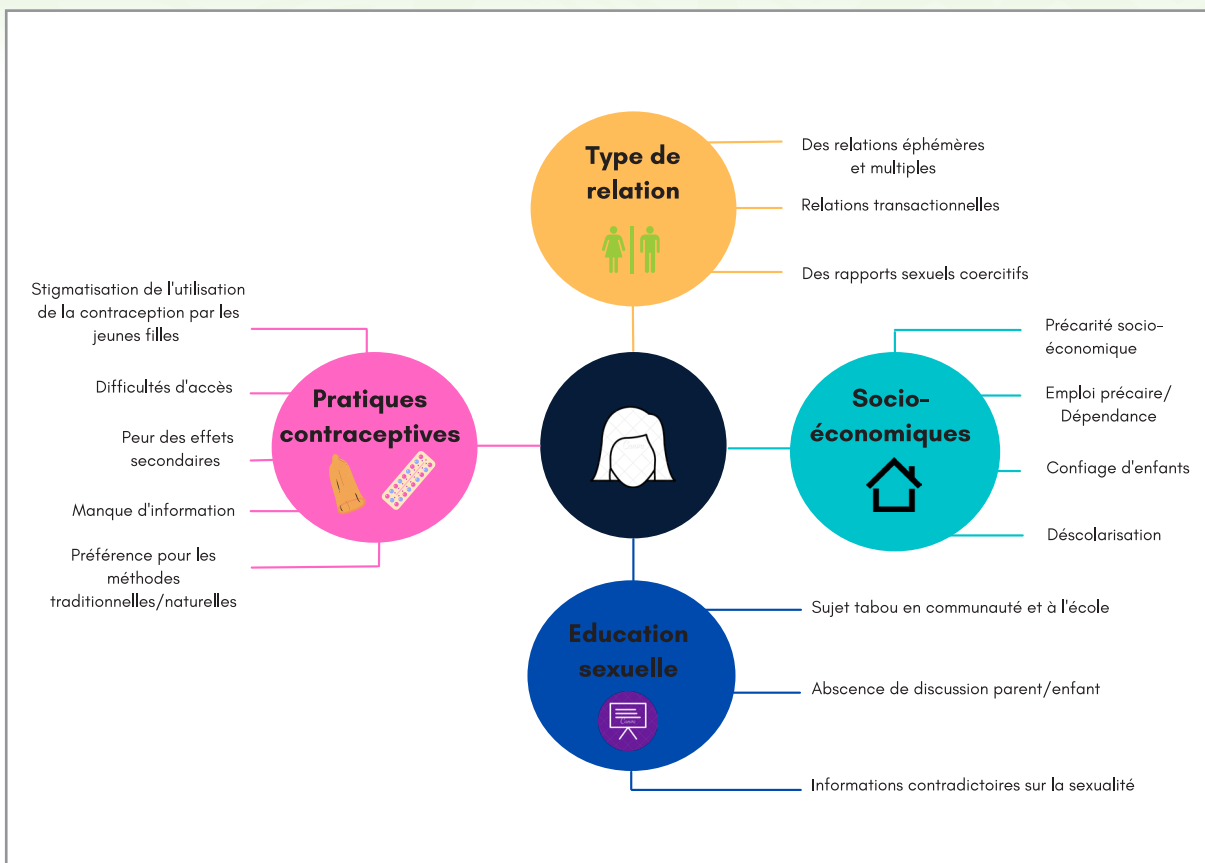 Type de
relation
Des relations éphémères
et multiples
Relations transactionnelles
Des rapports sexuels coercitifs
Stigmatisation de l'utilisation
de la contraception par les
jeunes filles
Difficultés d'accès
Peur des effets
secondaires
Manque d'information
Préférence pour les
méthodes
traditionnelles/naturelles
Pratiques
contraceptives
Socio-
économiques
Précarité socio-
économique
Emploi précaire/
Dépendance
Confiage d'enfants
Déscolarisation
Education
sexuelle
Sujet tabou en communauté et à l'école
Abscence de discussion parent/enfant
Informations contradictoires sur la sexualité